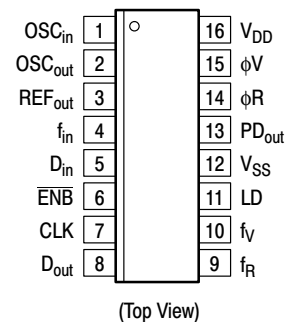 OSCin 1 16 VDD
OSCout 2 15 ϕV
REFout 3 14 ϕR
fin 4 13 PDout
Din 5 12 VSS
E̅N̅B̅ 6 11 LD
CLK 7 10 fV
Dout 8 9 fR
(Top View)